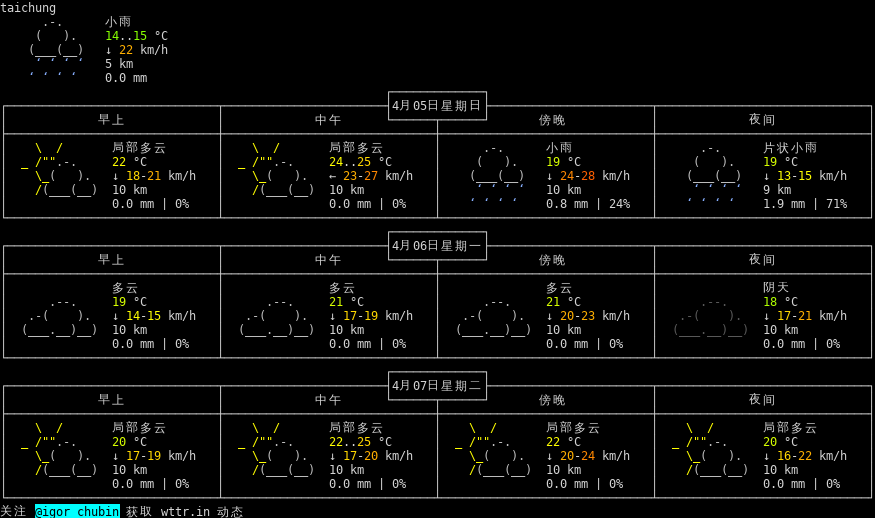 taichung
小雨
14..15 °C
↓ 22 km/h
5 km
0.0 mm
4月05日星期日
早上 中午 傍晚 夜间
局部多云 局部多云 小雨 片状小雨
22 °C 24..25 °C 19 °C 19 °C
↓ 18-21 km/h ← 23-27 km/h ↓ 24-28 km/h ↓ 13-15 km/h
10 km 10 km 10 km 9 km
0.0 mm | 0% 0.0 mm | 0% 0.8 mm | 24% 1.9 mm | 71%
4月06日星期一
早上 中午 傍晚 夜间
多云 多云 多云 阴天
19 °C 21 °C 21 °C 18 °C
↓ 14-15 km/h ↓ 17-19 km/h ↓ 20-23 km/h ↓ 17-21 km/h
10 km 10 km 10 km 10 km
0.0 mm | 0% 0.0 mm | 0% 0.0 mm | 0% 0.0 mm | 0%
4月07日星期二
早上 中午 傍晚 夜间
局部多云 局部多云 局部多云 局部多云
20 °C 22..25 °C 22 °C 20 °C
↓ 17-19 km/h ↓ 17-20 km/h ↓ 20-24 km/h ↓ 16-22 km/h
10 km 10 km 10 km 10 km
0.0 mm | 0% 0.0 mm | 0% 0.0 mm | 0% 0.0 mm | 0%
关注 @igor_chubin 获取 wttr.in 动态